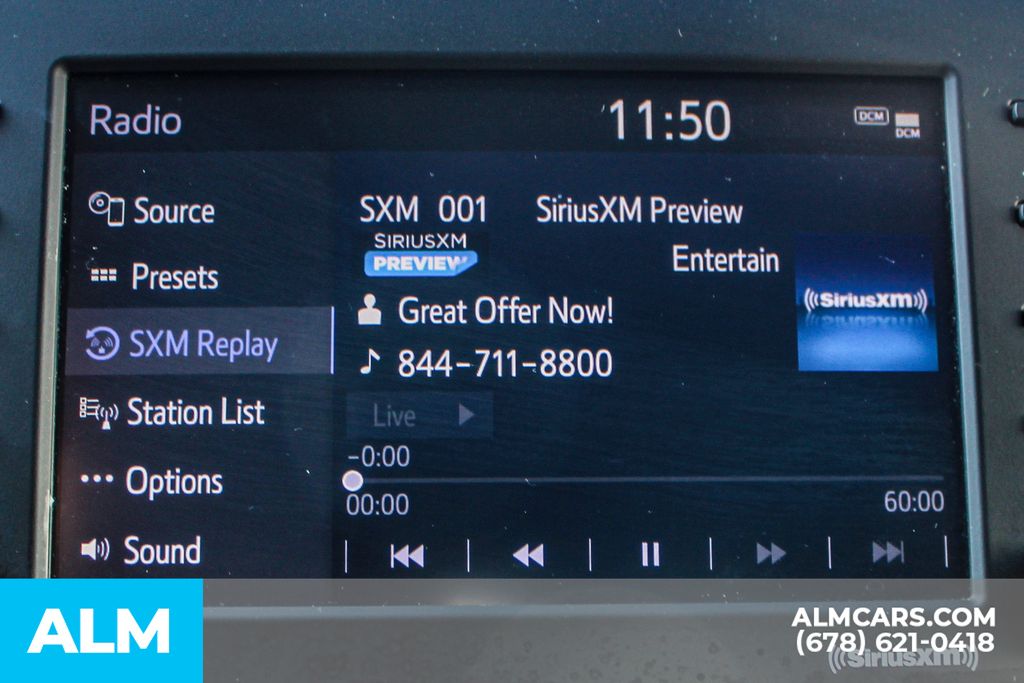 Radio
11:50
DCM
DCM
Source
SXM 001 SiriusXM Preview
SIRIUSXM
PREVIEW
Entertain
Presets
((SiriusXM))
Great Offer Now!
SXM Replay
844-711-8800
Station List
Live
-0:00
Options
00:00
60:00
Sound
ALM
ALMCARS.COM
(678) 621-0418
((SiriusXM))